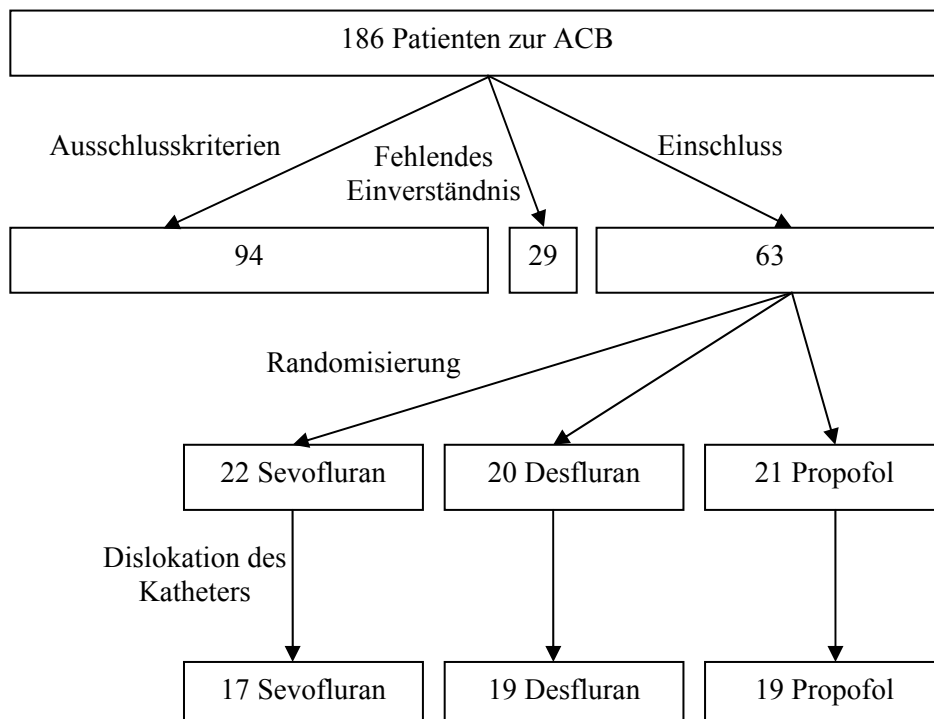 186 Patienten zur ACB
Ausschlusskriterien
Fehlendes
Einverständnis
Einschluss
94
29
63
Randomisierung
22 Sevofluran
20 Desfluran
21 Propofol
Dislokation des
Katheters
17 Sevofluran
19 Desfluran
19 Propofol